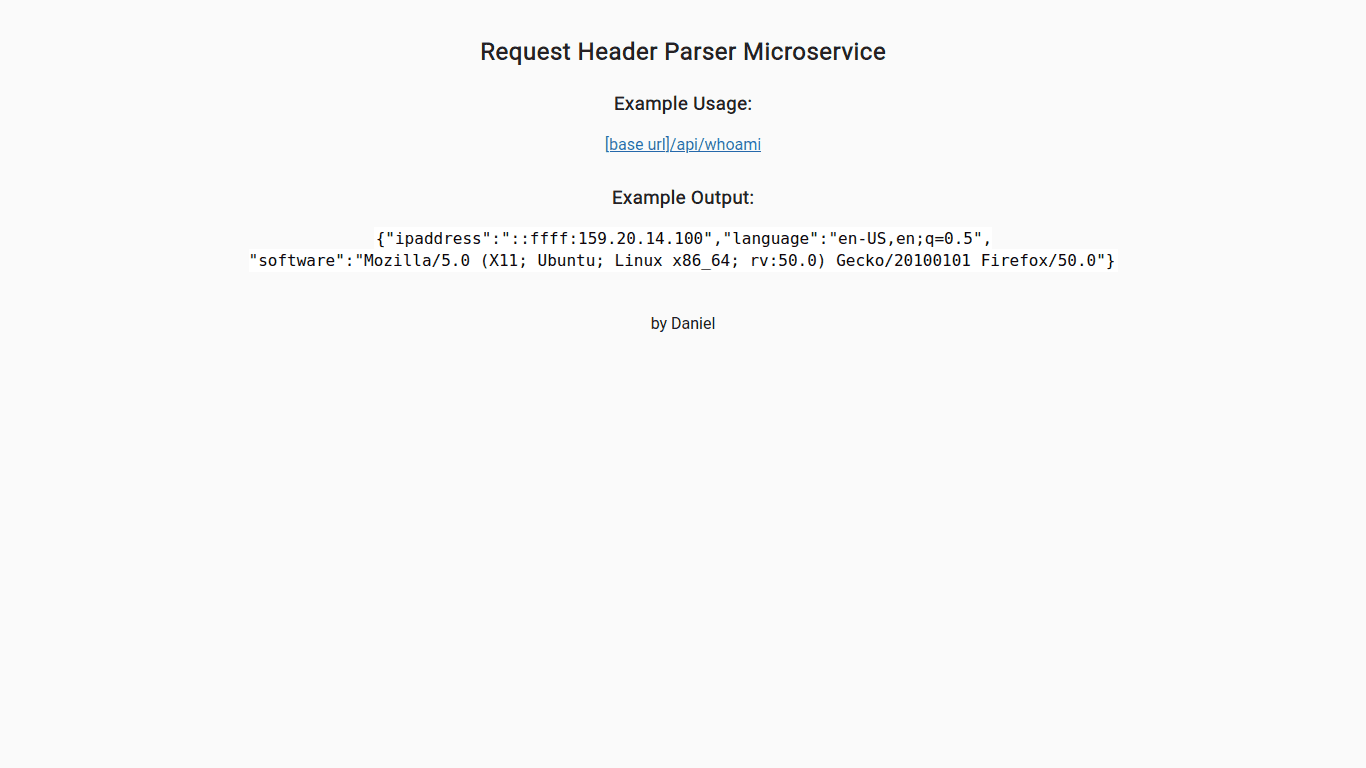 Request Header Parser Microservice
Example Usage:
[base url]/api/whoami
Example Output:
{"ipaddress":"::ffff:159.20.14.100","language":"en-US,en;q=0.5",
"software":"Mozilla/5.0 (X11; Ubuntu; Linux x86_64; rv:50.0) Gecko/20100101 Firefox/50.0"}
by Daniel